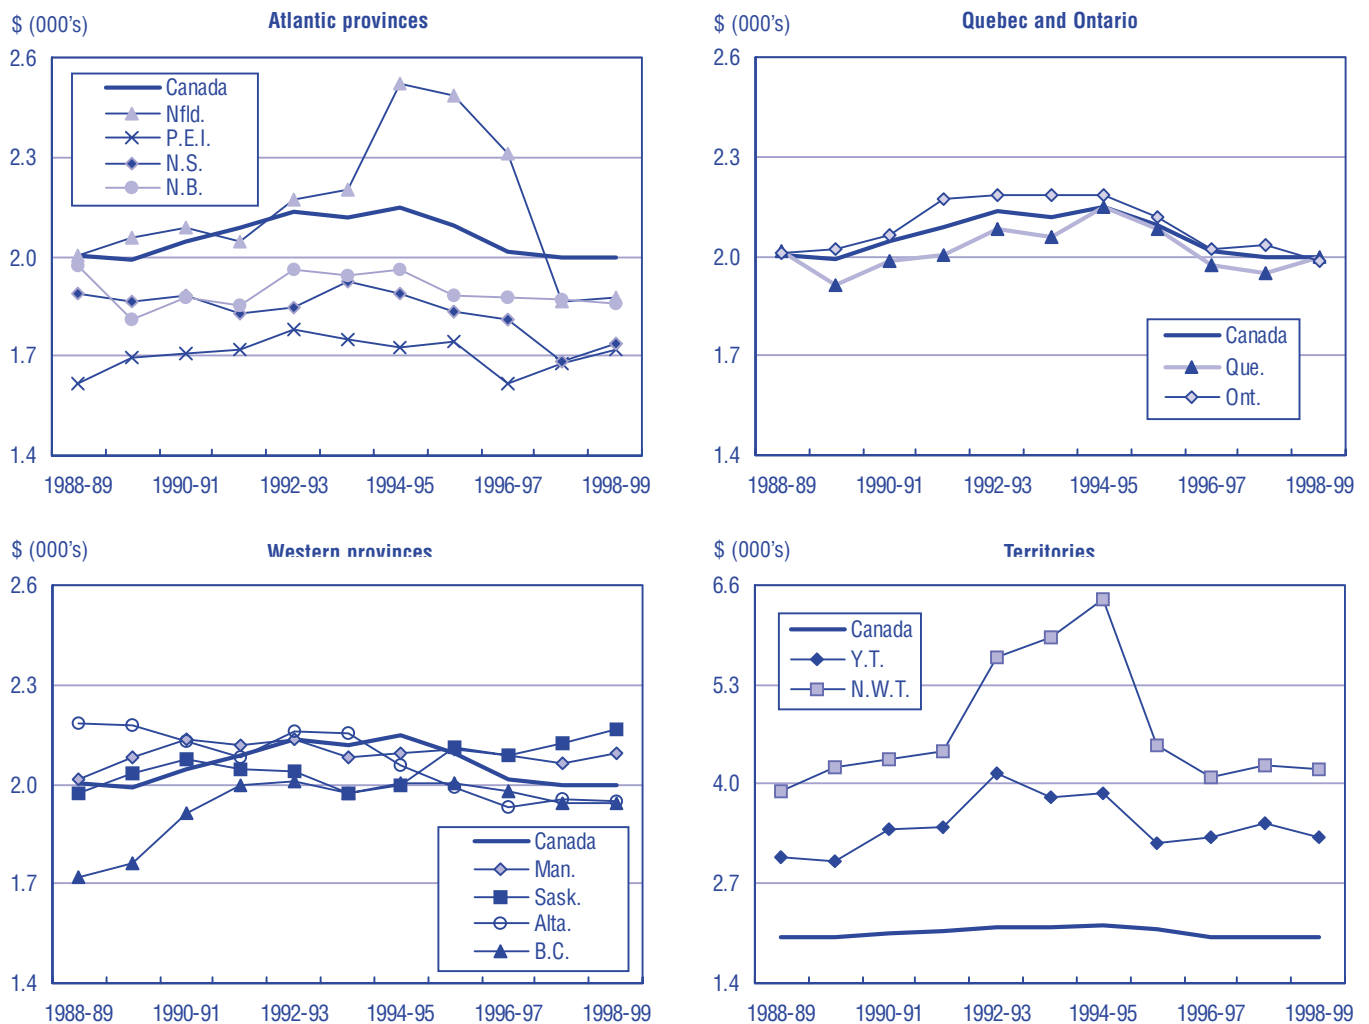 $ (000's)
Atlantic provinces
2.6
2.3
2.0
1.7
1.4
Canada
Nfld.
P.E.I.
N.S.
N.B.
1988-89 1990-91 1992-93 1994-95 1996-97 1998-99
$ (000's)
Quebec and Ontario
2.6
2.3
2.0
1.7
1.4
Canada
Que.
Ont.
1988-89 1990-91 1992-93 1994-95 1996-97 1998-99
$ (000's)
Western provinces
2.6
2.3
2.0
1.7
1.4
Canada
Man.
Sask.
Alta.
B.C.
1988-89 1990-91 1992-93 1994-95 1996-97 1998-99
$ (000's)
Territories
6.6
5.3
4.0
2.7
1.4
Canada
Y.T.
N.W.T.
1988-89 1990-91 1992-93 1994-95 1996-97 1998-99